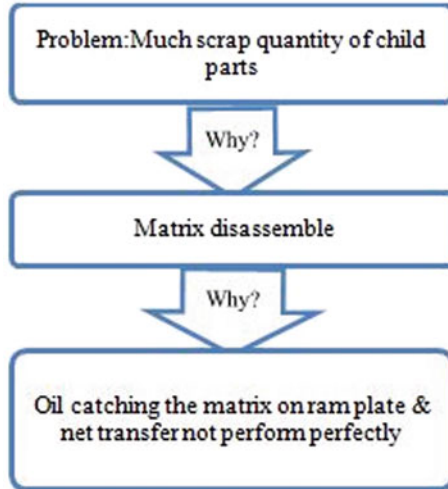 Problem:Much scrap quantity of child
parts
Why?
Matrix disassemble
Why?
Oil catching the matrix on ram plate &
net transfer not perform perfectly